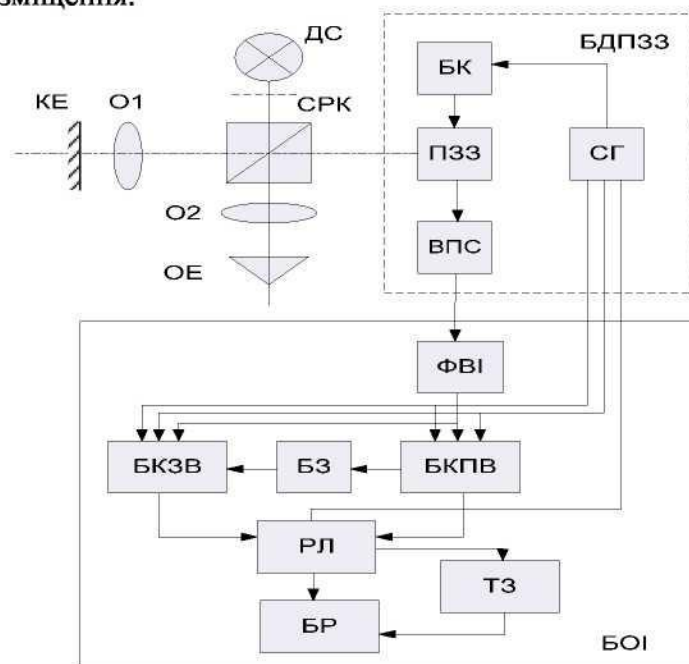 зміщення.
ДС
БДПЗЗ
КЕ О1
СРК
БК
ПЗЗ
СГ
О2
ОЕ
ВПС
ФВІ
БКЗВ
БЗ
БКПВ
РЛ
ТЗ
БР
БОІ